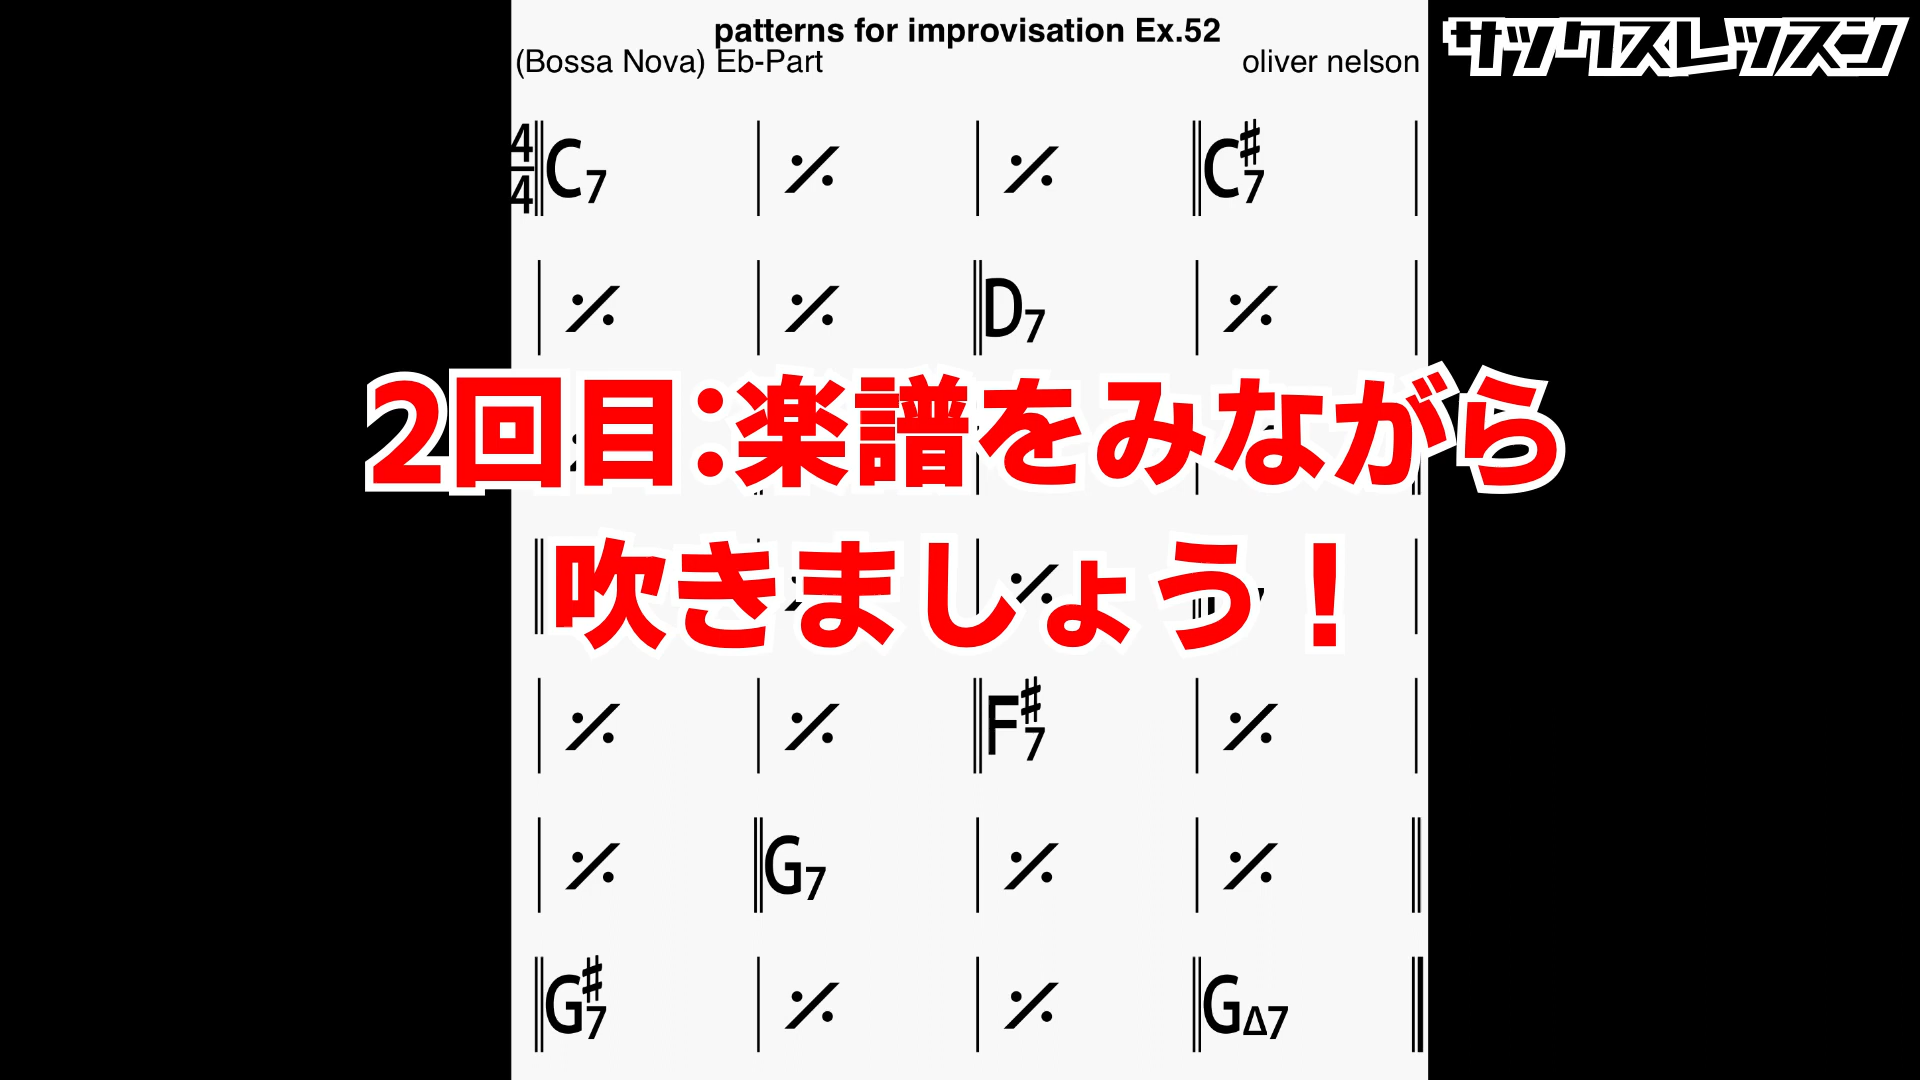 patterns for improvisation Ex.52
(Bossa Nova) Eb-Part oliver nelson
サックスレッスン
4/4 C7 C#7
D7
2回目:楽譜をみながら
吹きましょう!
F#7
G7
G#7 GΔ7